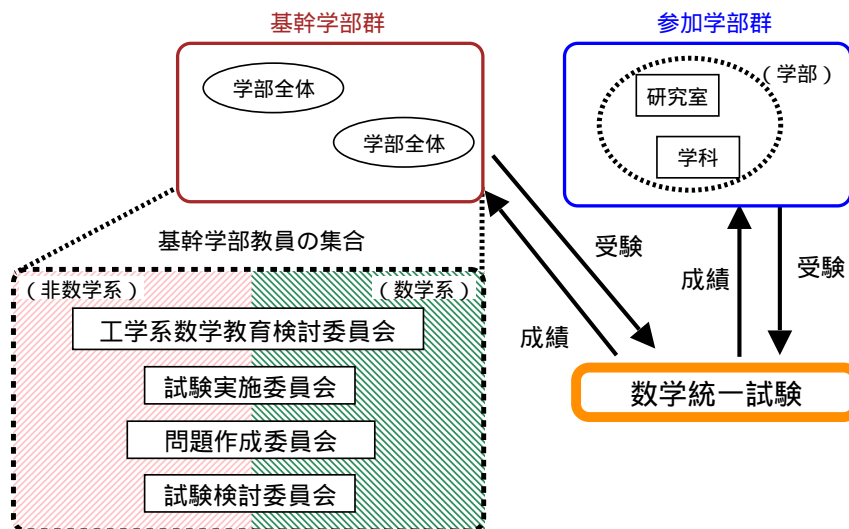 基幹学部群
参加学部群
学部全体
学部全体
(学部)
研究室
学科
基幹学部教員の集合
受験
成績
成績
受験
(非数学系)
(数学系)
工学系数学教育検討委員会
試験実施委員会
問題作成委員会
試験検討委員会
数学統一試験